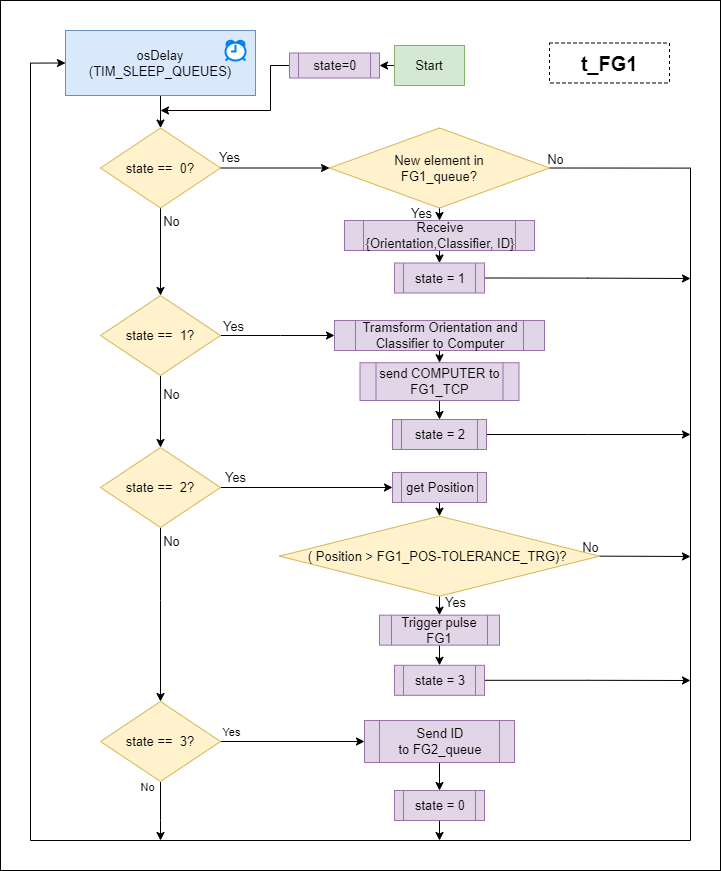 osDelay
(TIM_SLEEP_QUEUES)
state=0
Start
t_FG1
state == 0?
Yes
New element in
FG1_queue?
No
Yes
No
Receive
{Orientation,Classifier, ID}
state = 1
state == 1?
Yes
Tramsform Orientation and
Classifier to Computer
No
send COMPUTER to
FG1_TCP
state = 2
state == 2?
Yes
get Position
No
( Position > FG1_POS-TOLERANCE_TRG)?
No
Yes
Trigger pulse
FG1
state = 3
state == 3?
Yes
Send ID
to FG2_queue
No
state = 0